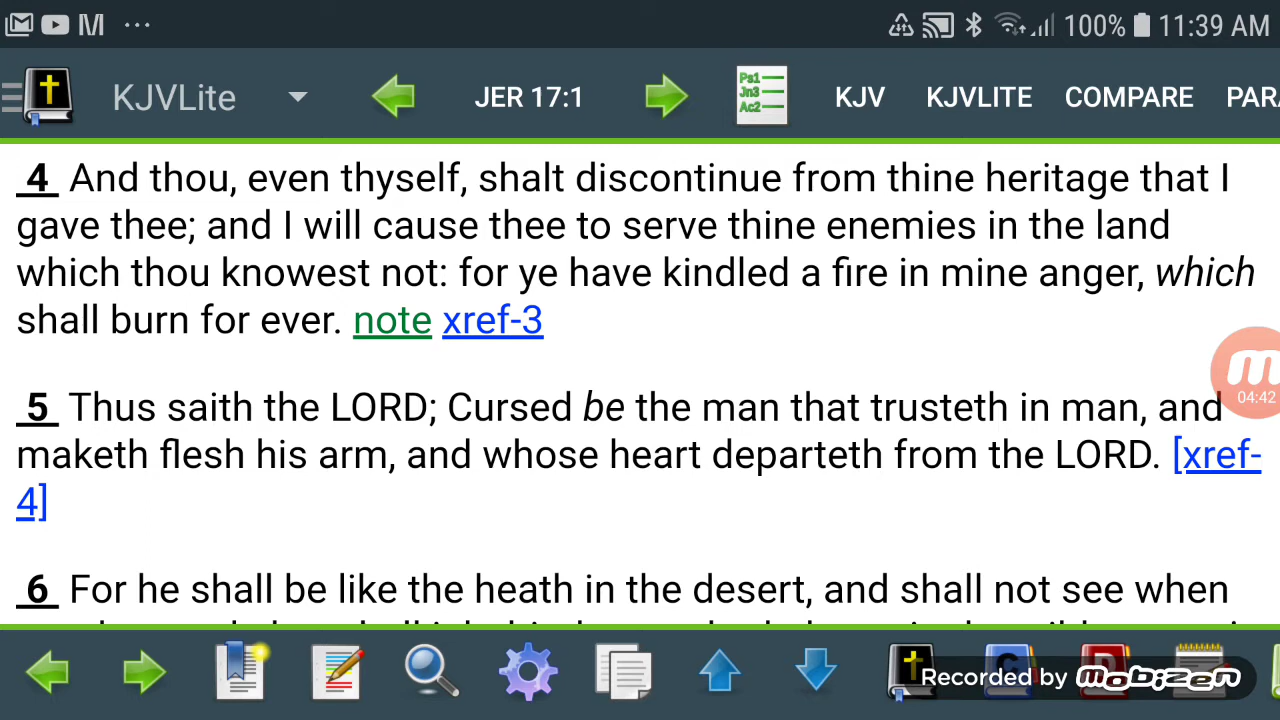 M ... 100% 11:39 AM
KJVLite JER 17:1 Ps1 Jn3 Ac2 KJV KJVLITE COMPARE PAR
4 And thou, even thyself, shalt discontinue from thine heritage that I
gave thee; and I will cause thee to serve thine enemies in the land
which thou knowest not: for ye have kindled a fire in mine anger, which
shall burn for ever. note xref-3
m
04:42
5 Thus saith the LORD; Cursed be the man that trusteth in man, and
maketh flesh his arm, and whose heart departeth from the LORD. [xref-
4]
6 For he shall be like the heath in the desert, and shall not see when
Recorded by mobizen